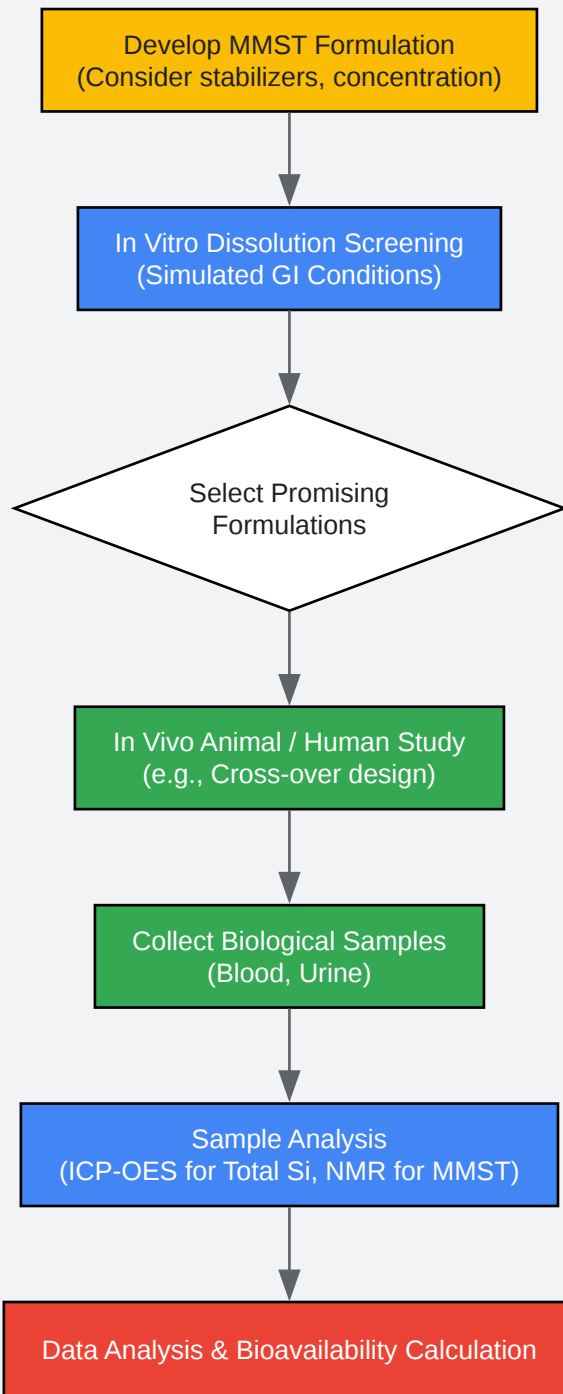 Develop MMST Formulation
(Consider stabilizers, concentration)
In Vitro Dissolution Screening
(Simulated GI Conditions)
Select Promising
Formulations
In Vivo Animal / Human Study
(e.g., Cross-over design)
Collect Biological Samples
(Blood, Urine)
Sample Analysis
(ICP-OES for Total Si, NMR for MMST)
Data Analysis & Bioavailability Calculation